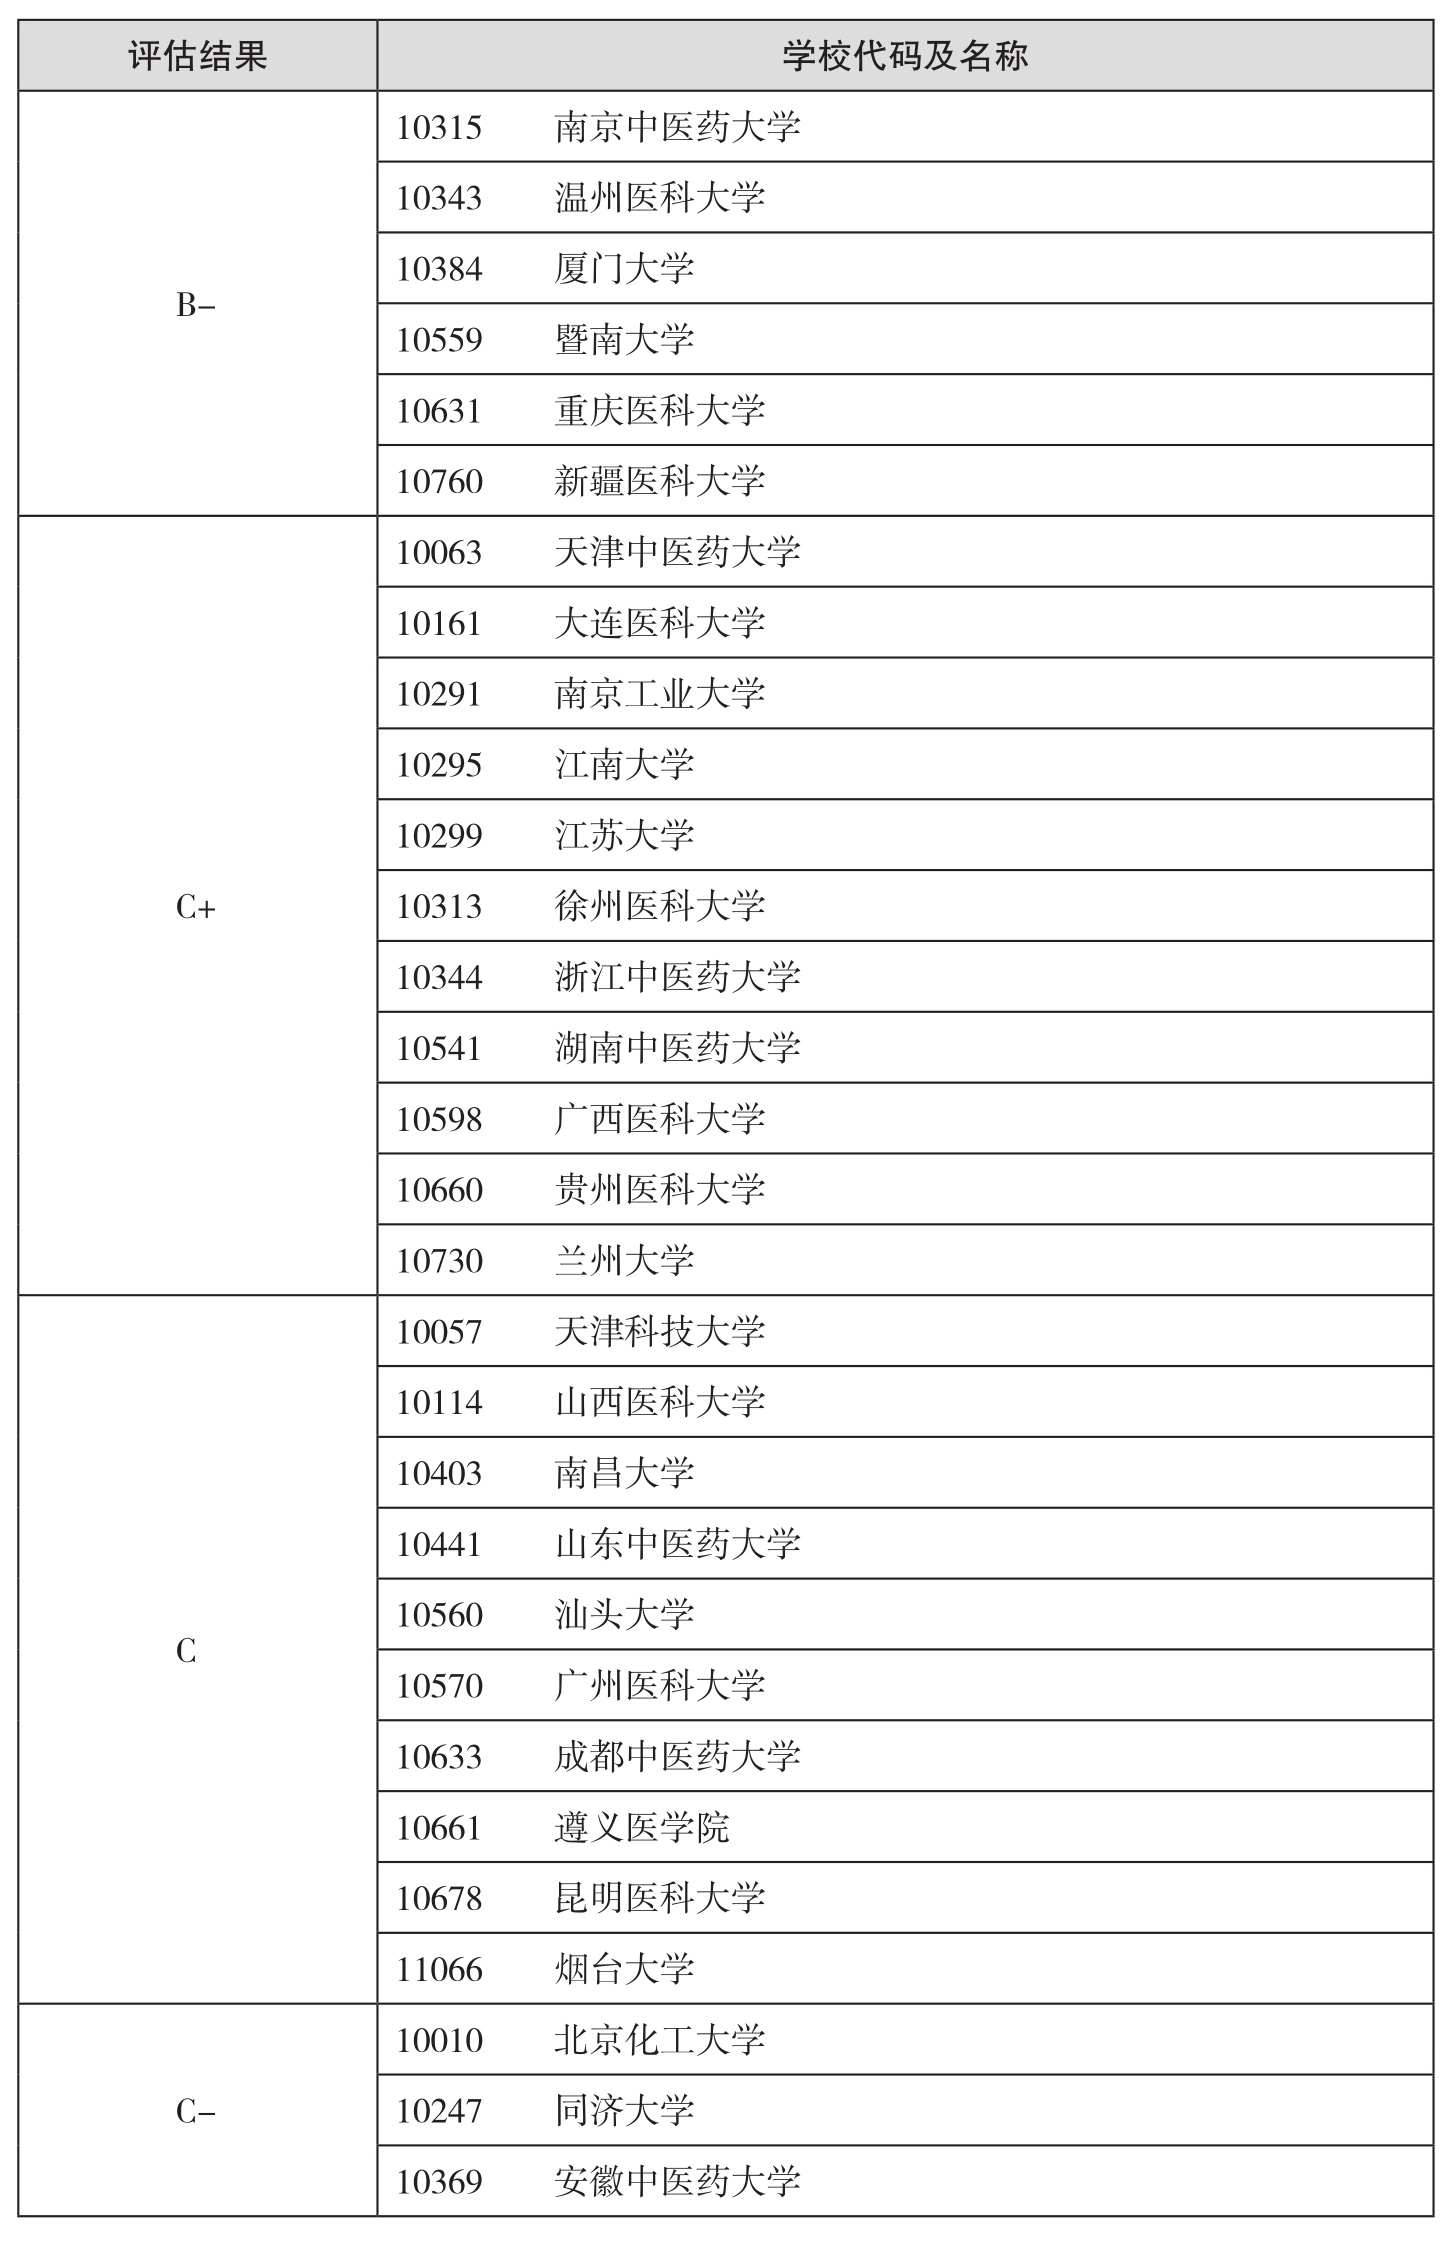 评估结果 学校代码及名称
B-
10315 南京中医药大学
10343 温州医科大学
10384 厦门大学
10559 暨南大学
10631 重庆医科大学
10760 新疆医科大学
C+
10063 天津中医药大学
10161 大连医科大学
10291 南京工业大学
10295 江南大学
10299 江苏大学
10313 徐州医科大学
10344 浙江中医药大学
10541 湖南中医药大学
10598 广西医科大学
10660 贵州医科大学
10730 兰州大学
C
10057 天津科技大学
10114 山西医科大学
10403 南昌大学
10441 山东中医药大学
10560 汕头大学
10570 广州医科大学
10633 成都中医药大学
10661 遵义医学院
10678 昆明医科大学
11066 烟台大学
C-
10010 北京化工大学
10247 同济大学
10369 安徽中医药大学